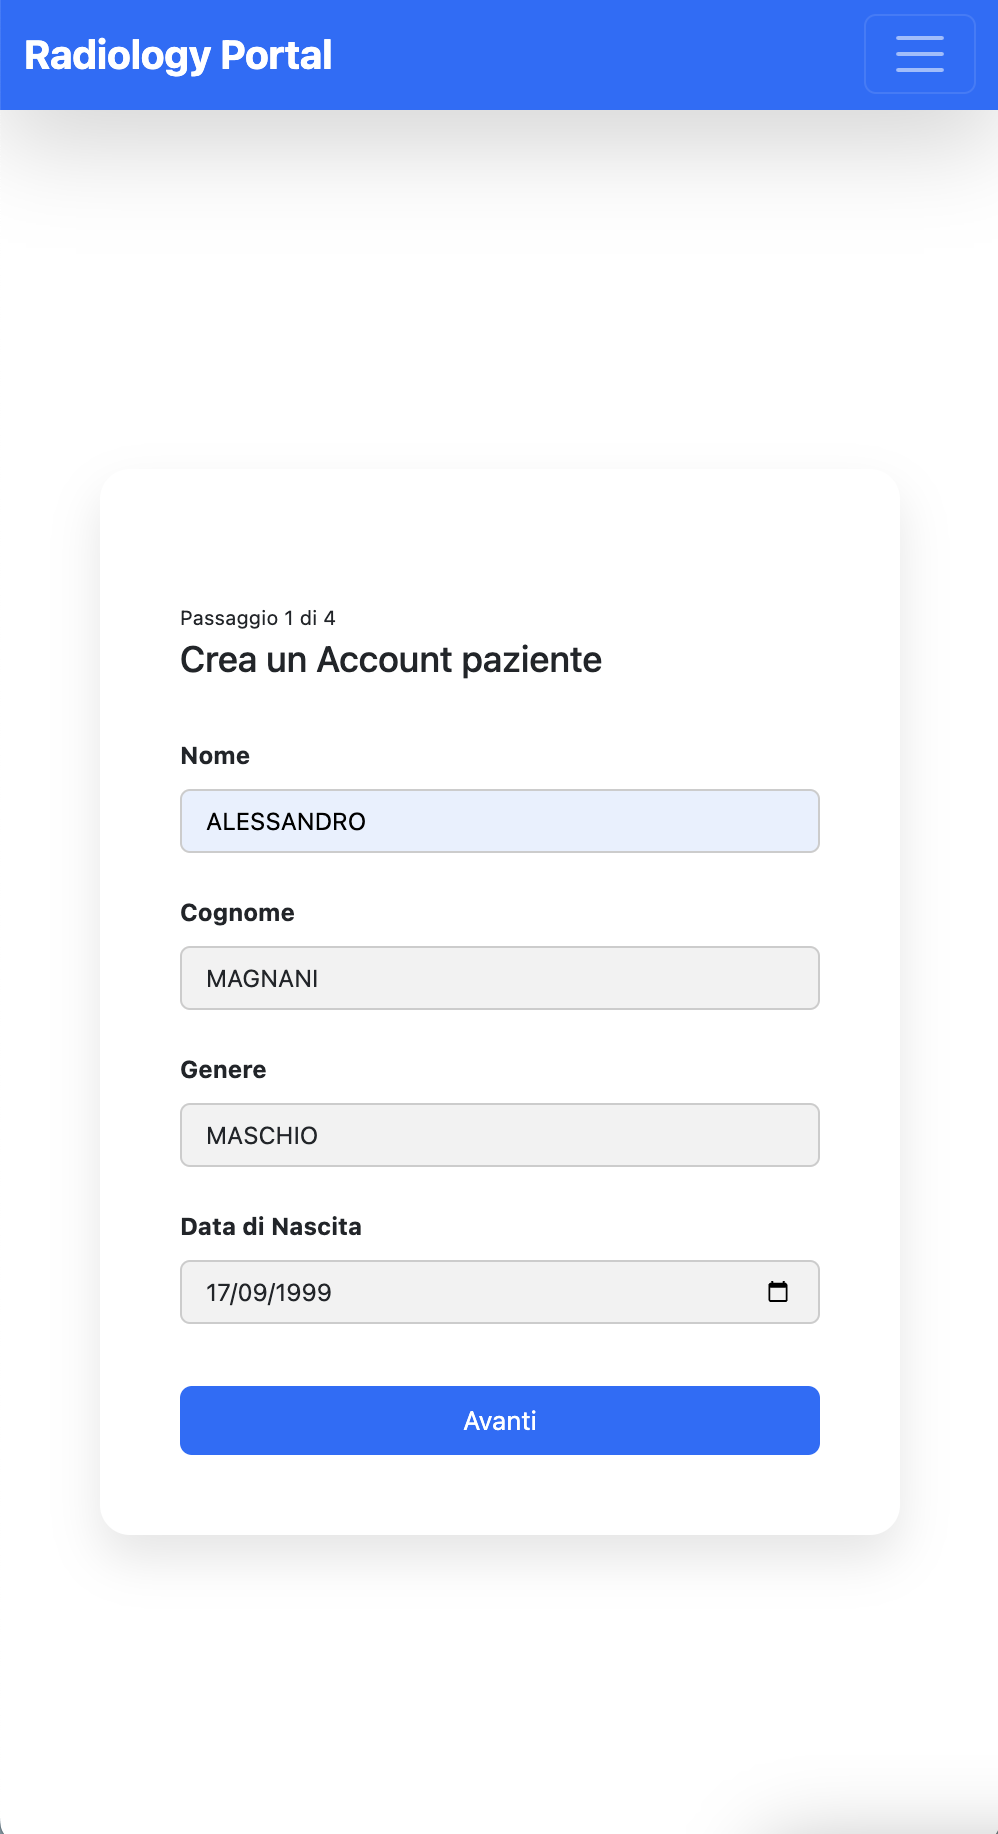 Radiology Portal
Passaggio 1 di 4
Crea un Account paziente
Nome
ALESSANDRO
Cognome
MAGNANI
Genere
MASCHIO
Data di Nascita
17/09/1999
Avanti